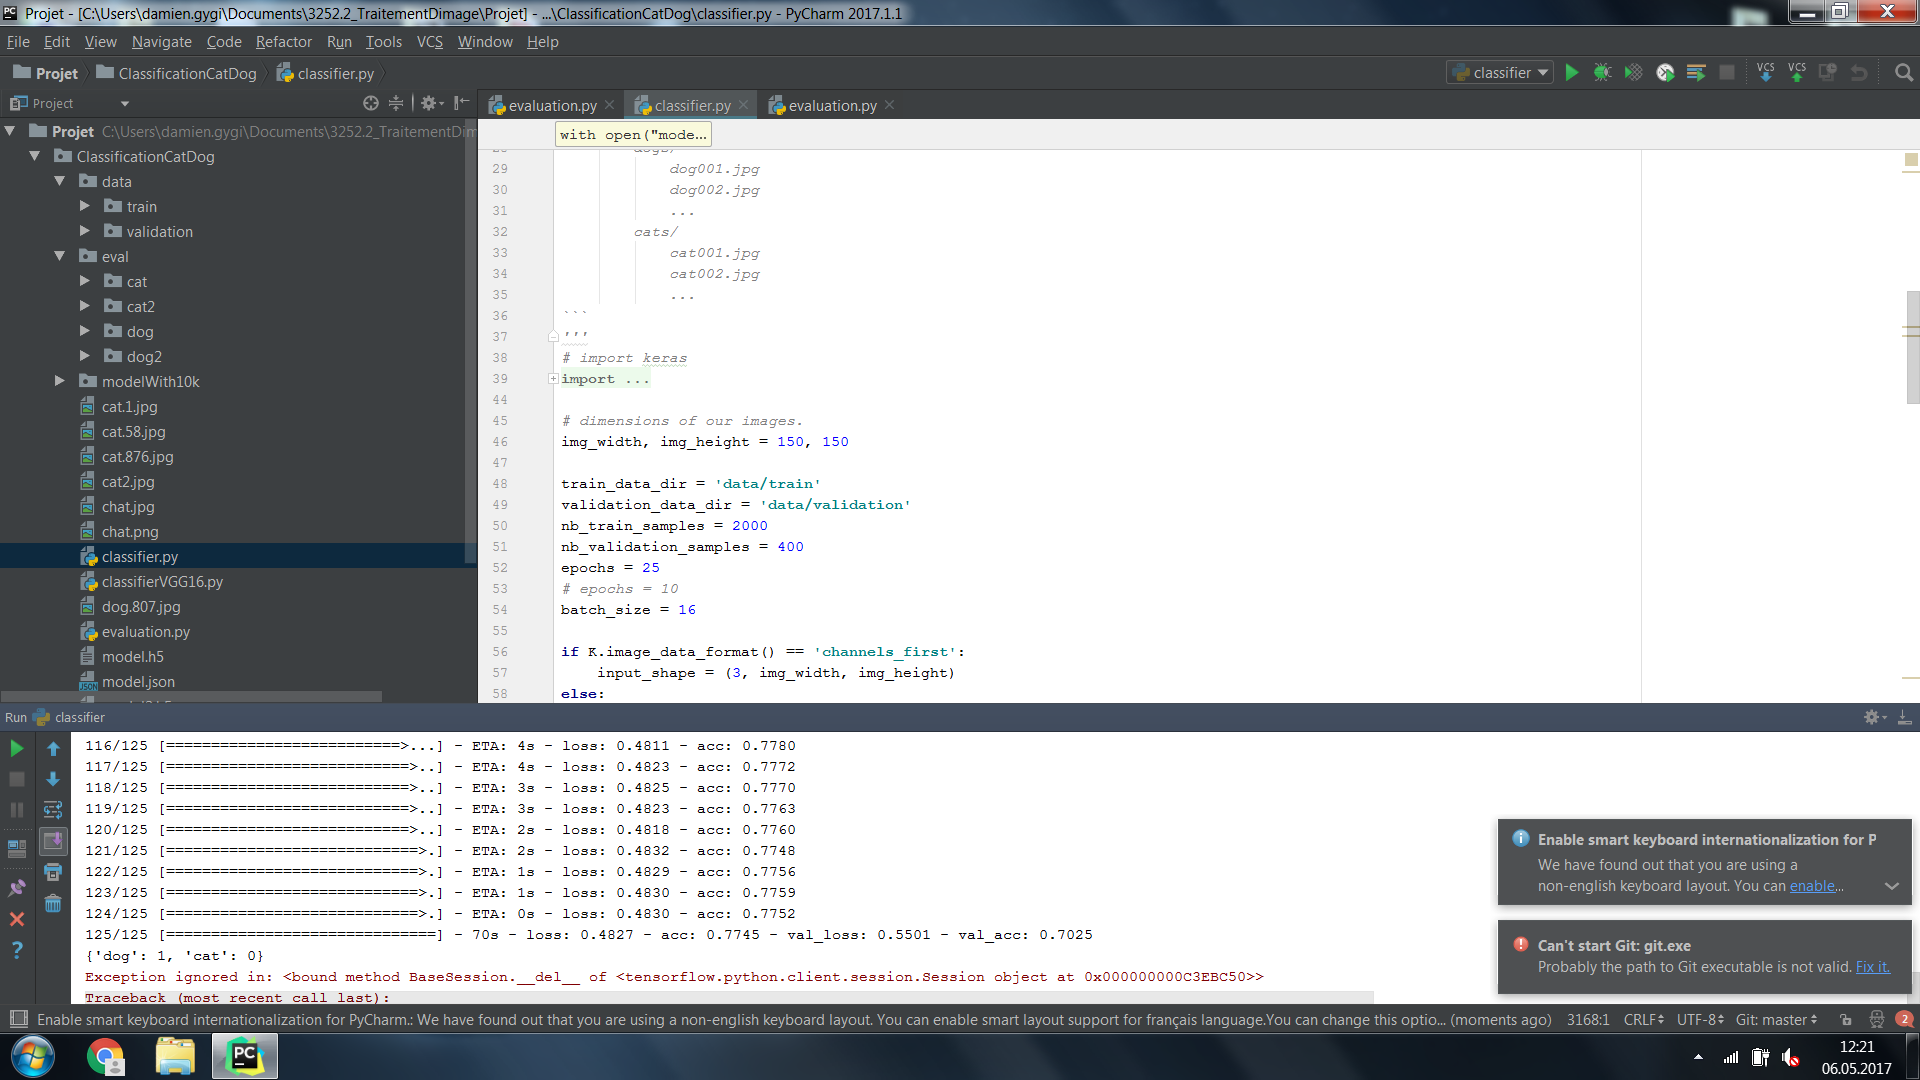 Projet - [C:\Users\damien.gygi\Documents\3252.2_TraitementDimage\Projet] - ...\ClassificationCatDog\classifier.py - PyCharm 2017.1.1
File Edit View Navigate Code Refactor Run Tools VCS Window Help
Projet ClassificationCatDog classifier.py
classifier VCS VCS
Project
evaluation.py classifier.py evaluation.py
with open("mode...
Projet C:\Users\damien.gygi\Documents\3252.2_TraitementDim
ClassificationCatDog
data
train
validation
eval
cat
cat2
dog
dog2
modelWith10k
cat.1.jpg
cat.58.jpg
cat.876.jpg
cat2.jpg
chat.jpg
chat.png
classifier.py
classifierVGG16.py
dog.807.jpg
evaluation.py
model.h5
model.json
dogs/
29 dog001.jpg
30 dog002.jpg
31 ...
32 cats/
33 cat001.jpg
34 cat002.jpg
35 ...
36 ```
37 '''
38 # import keras
39 import ...
44
45 # dimensions of our images.
46 img_width, img_height = 150, 150
47
48 train_data_dir = 'data/train'
49 validation_data_dir = 'data/validation'
50 nb_train_samples = 2000
51 nb_validation_samples = 400
52 epochs = 25
53 # epochs = 10
54 batch_size = 16
55
56 if K.image_data_format() == 'channels_first':
57 input_shape = (3, img_width, img_height)
58 else:
Run classifier
116/125 [==========================>...] - ETA: 4s - loss: 0.4811 - acc: 0.7780
117/125 [===========================>..] - ETA: 4s - loss: 0.4823 - acc: 0.7772
118/125 [===========================>..] - ETA: 3s - loss: 0.4825 - acc: 0.7770
119/125 [===========================>..] - ETA: 3s - loss: 0.4823 - acc: 0.7763
120/125 [===========================>..] - ETA: 2s - loss: 0.4818 - acc: 0.7760
121/125 [============================>.] - ETA: 2s - loss: 0.4832 - acc: 0.7748
122/125 [============================>.] - ETA: 1s - loss: 0.4829 - acc: 0.7756
123/125 [============================>.] - ETA: 1s - loss: 0.4830 - acc: 0.7759
124/125 [============================>.] - ETA: 0s - loss: 0.4830 - acc: 0.7752
125/125 [==============================] - 70s - loss: 0.4827 - acc: 0.7745 - val_loss: 0.5501 - val_acc: 0.7025
{'dog': 1, 'cat': 0}
Exception ignored in: <bound method BaseSession.__del__ of <tensorflow.python.client.session.Session object at 0x000000000C3EBC50>>
Traceback (most recent call last):
Enable smart keyboard internationalization for P
We have found out that you are using a
non-english keyboard layout. You can enable...
Can't start Git: git.exe
Probably the path to Git executable is not valid. Fix it.
Enable smart keyboard internationalization for PyCharm.: We have found out that you are using a non-english keyboard layout. You can enable smart layout support for français language.You can change this optio... (moments ago) 3168:1 CRLF UTF-8 Git: master 2
12:21
06.05.2017